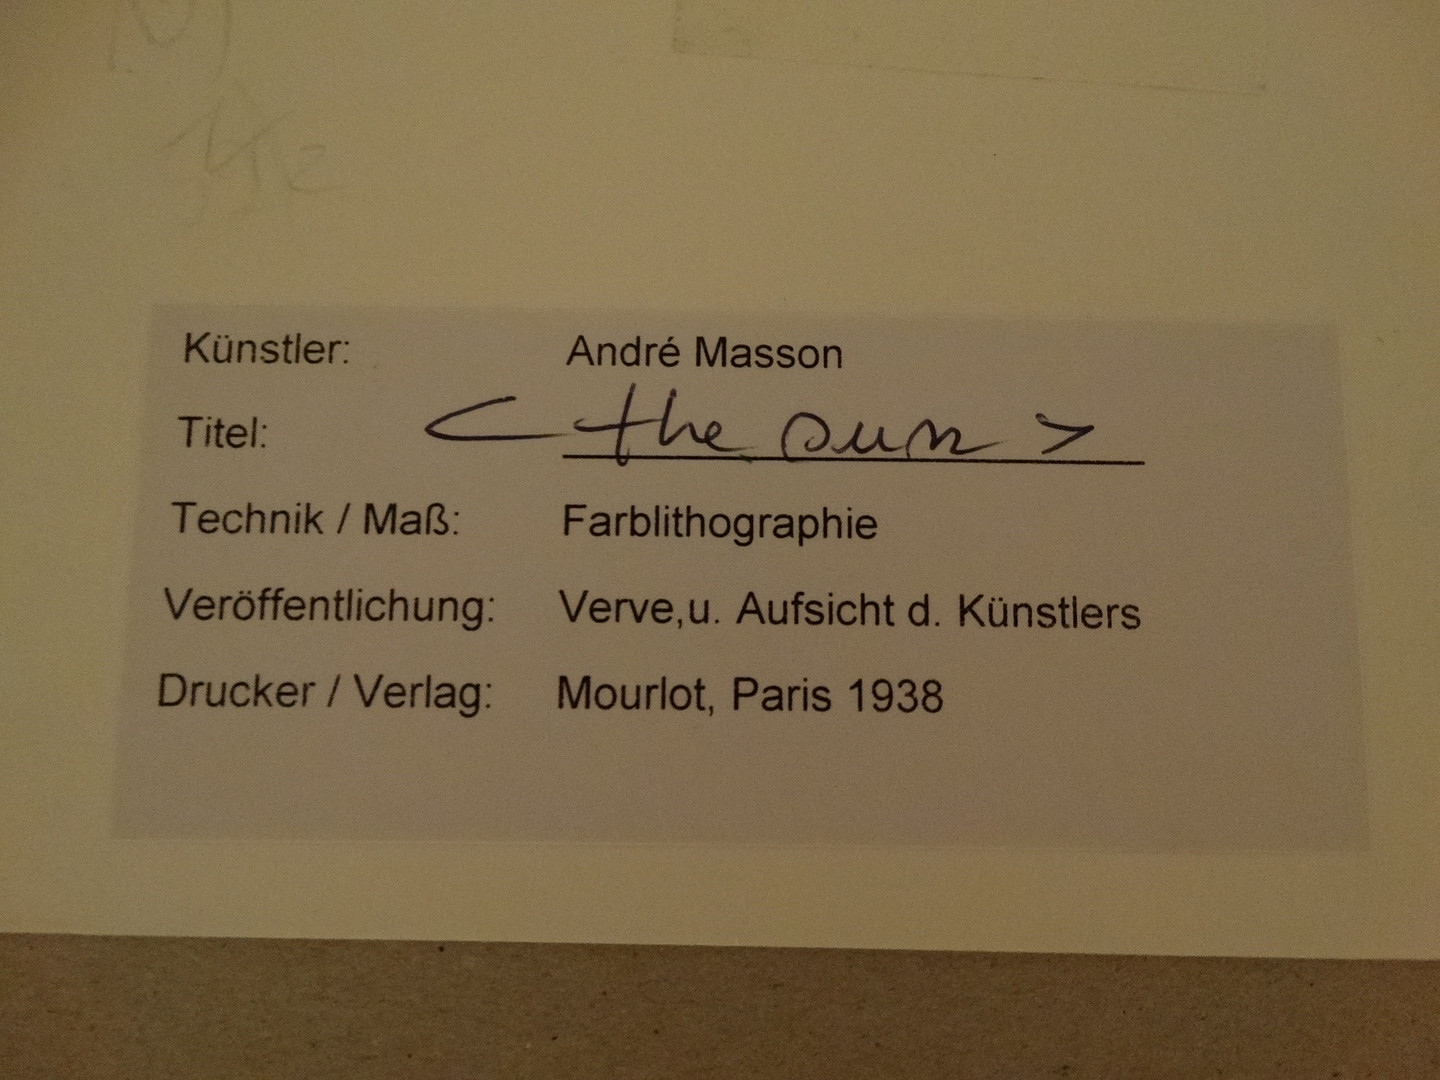 Künstler: André Masson
Titel: < the sun >
Technik / Maß: Farblithographie
Veröffentlichung: Verve,u. Aufsicht d. Künstlers
Drucker / Verlag: Mourlot, Paris 1938